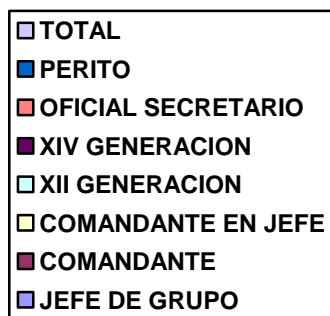 TOTAL
PERITO
OFICIAL SECRETARIO
XIV GENERACION
XII GENERACION
COMANDANTE EN JEFE
COMANDANTE
JEFE DE GRUPO